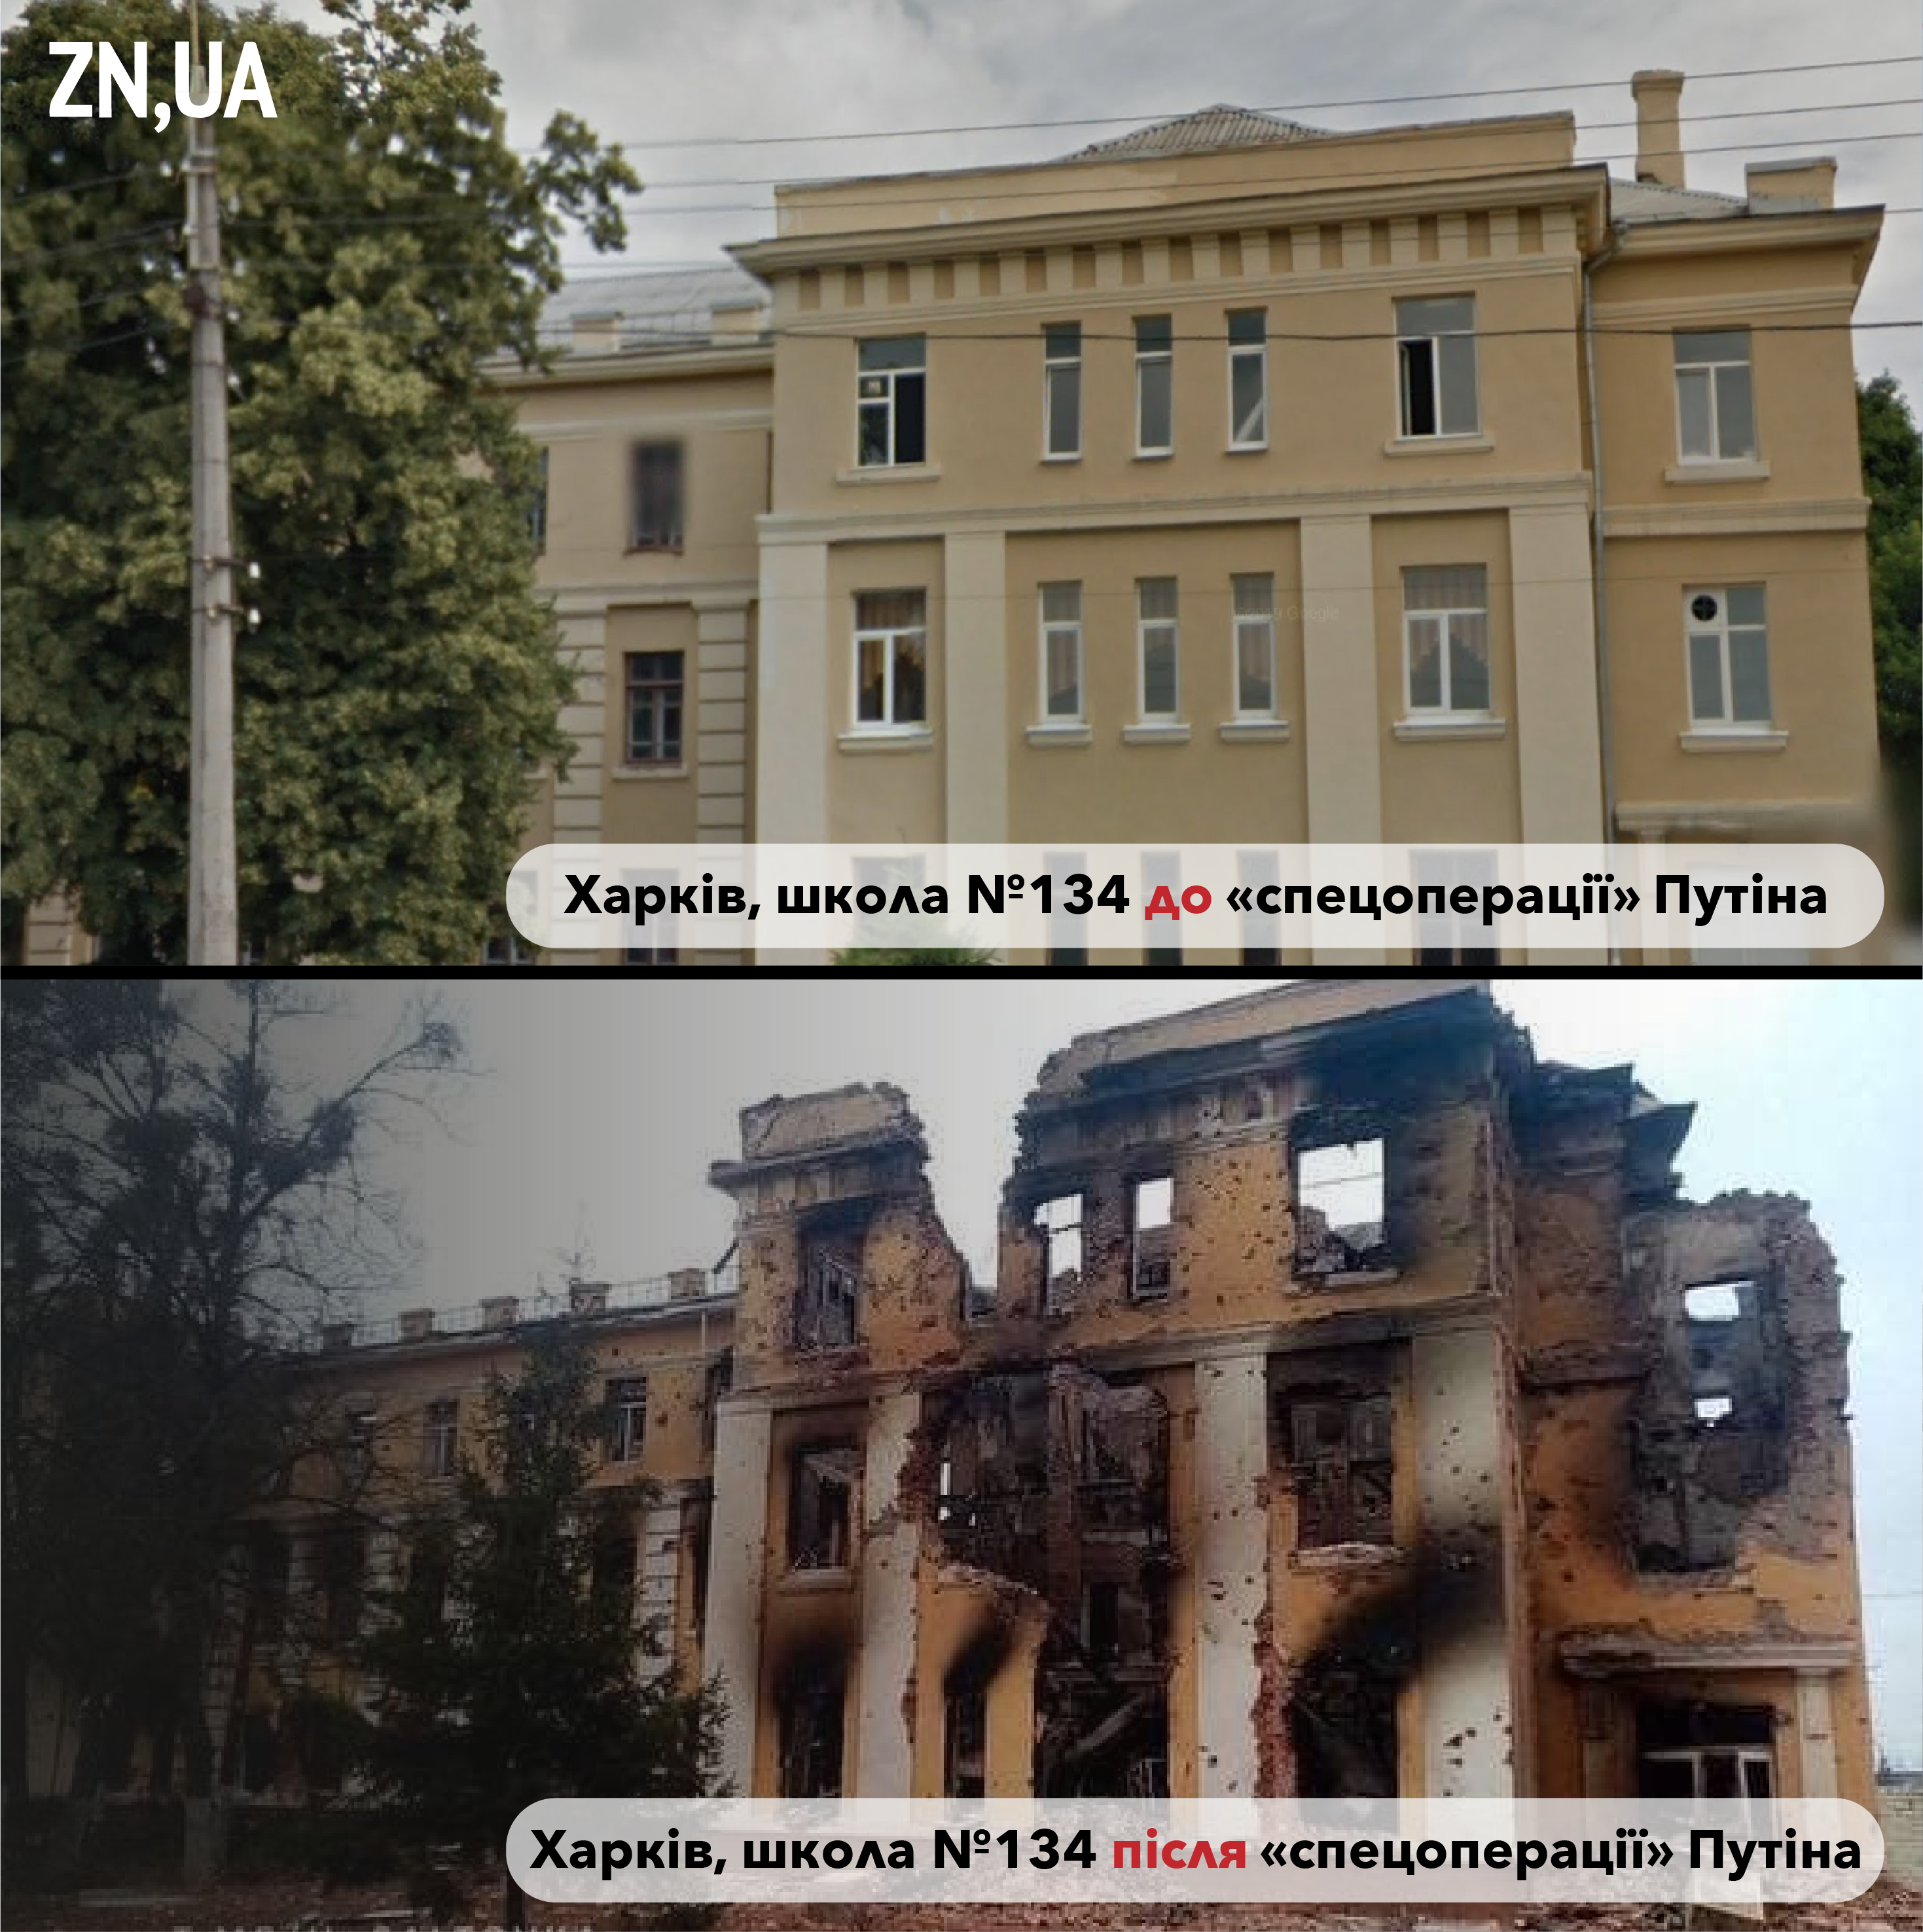 ZN,UA
Харків, школа №134 до «спецоперації» Путіна
Харків, школа №134 після «спецоперації» Путіна